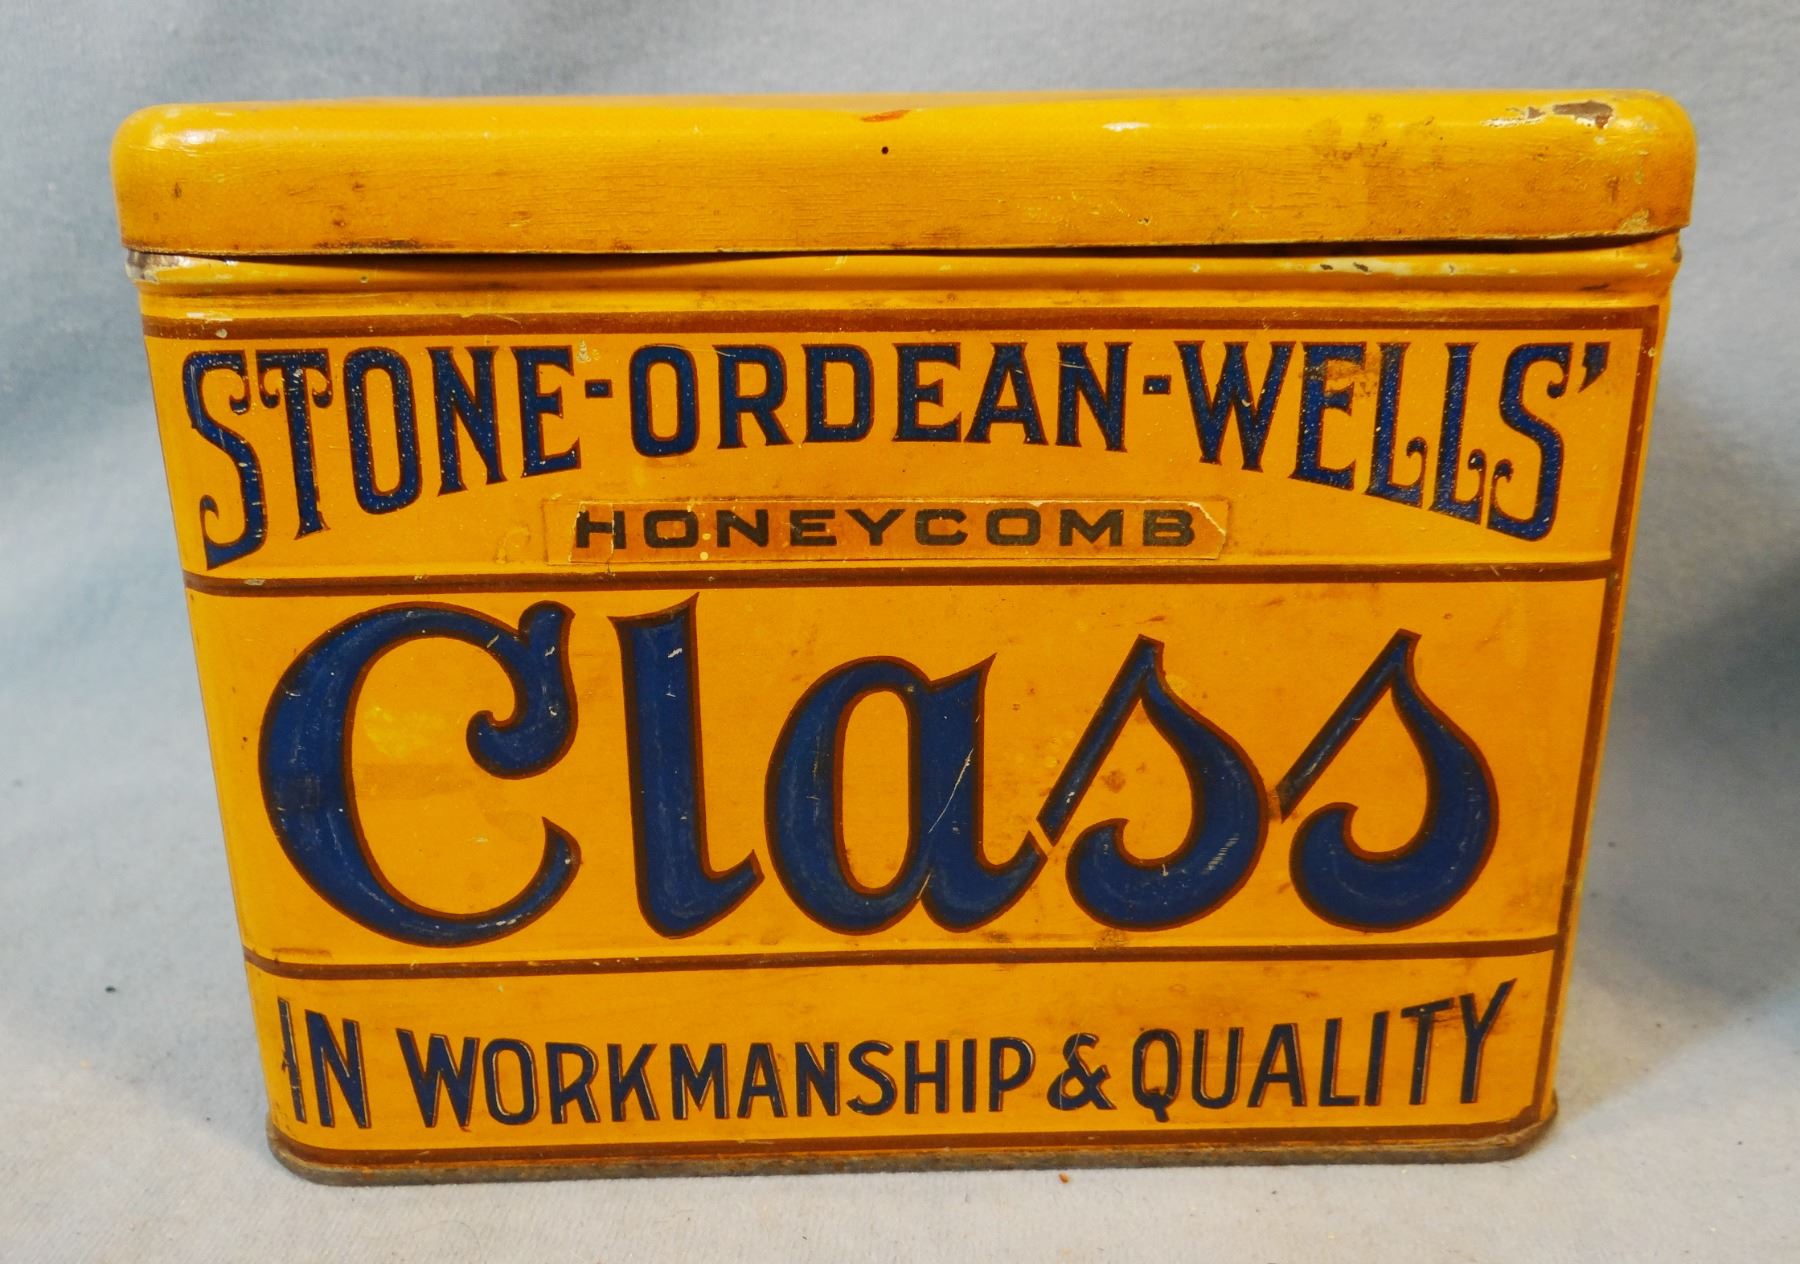 STONE-ORDEAN-WELLS'
HONEYCOMB
Class
IN WORKMANSHIP & QUALITY